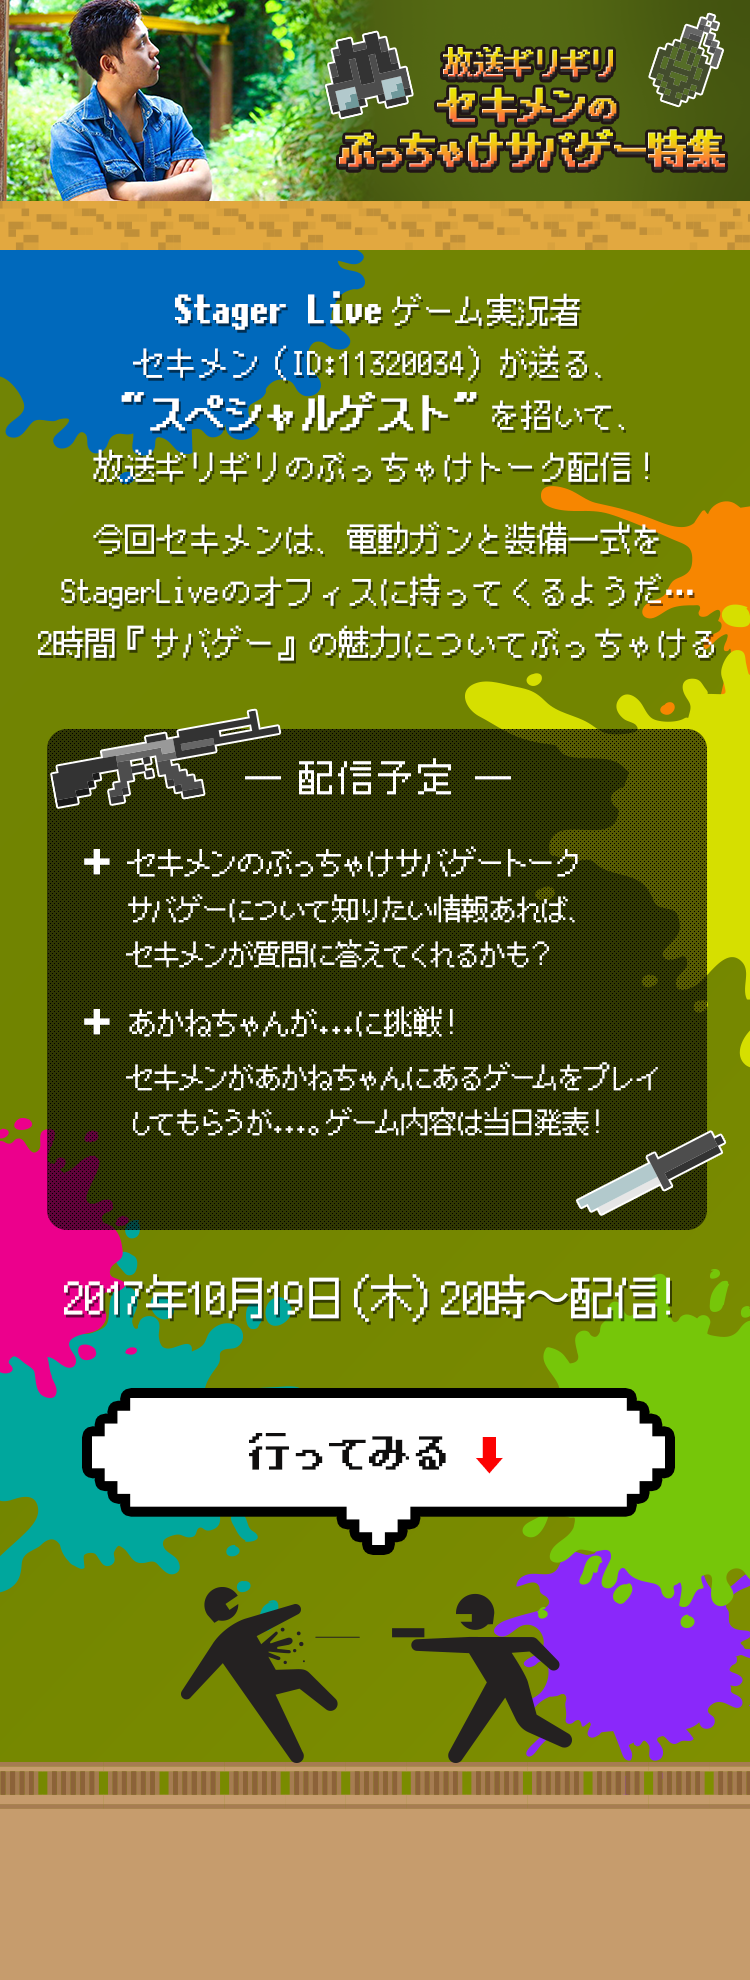 放送ギリギリ
セキメンの
ぶっちゃけサバゲー特集
Stager Live ゲーム実況者
セキメン（ID:11320034）が送る、
“スペシャルゲスト” を招いて、
放送ギリギリのぶっちゃけトーク配信！
今回セキメンは、電動ガンと装備一式を
StagerLiveのオフィスに持ってくるようだ…
2時間『サバゲー』の魅力についてぶっちゃける
― 配信予定 ―
+ セキメンのぶっちゃけサバゲートーク
サバゲーについて知りたい情報あれば、
セキメンが質問に答えてくれるかも？
+ あかねちゃんが...に挑戦！
セキメンがあかねちゃんにあるゲームをプレイ
してもらうが...。ゲーム内容は当日発表！
2017年10月19日（木）20時〜配信！
行ってみる